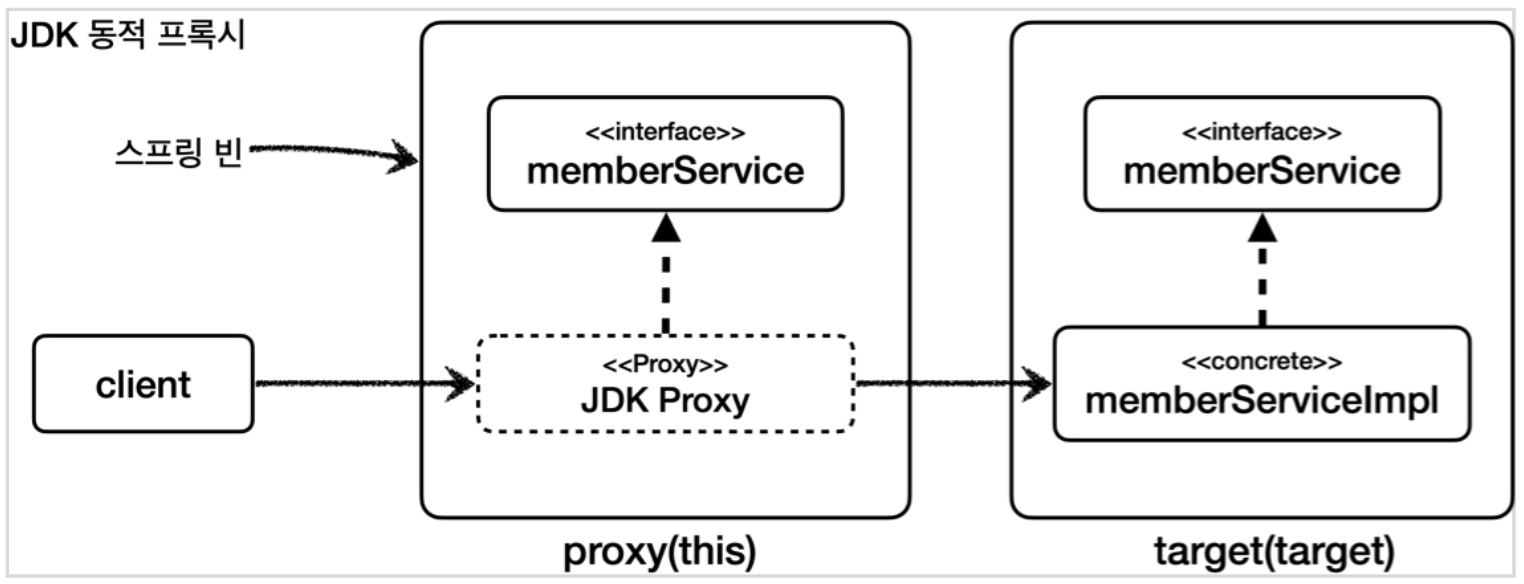 JDK 동적 프록시
스프링 빈
<<interface>>
memberService
<<interface>>
memberService
client
<<Proxy>>
JDK Proxy
<<concrete>>
memberServiceImpl
proxy(this)
target(target)